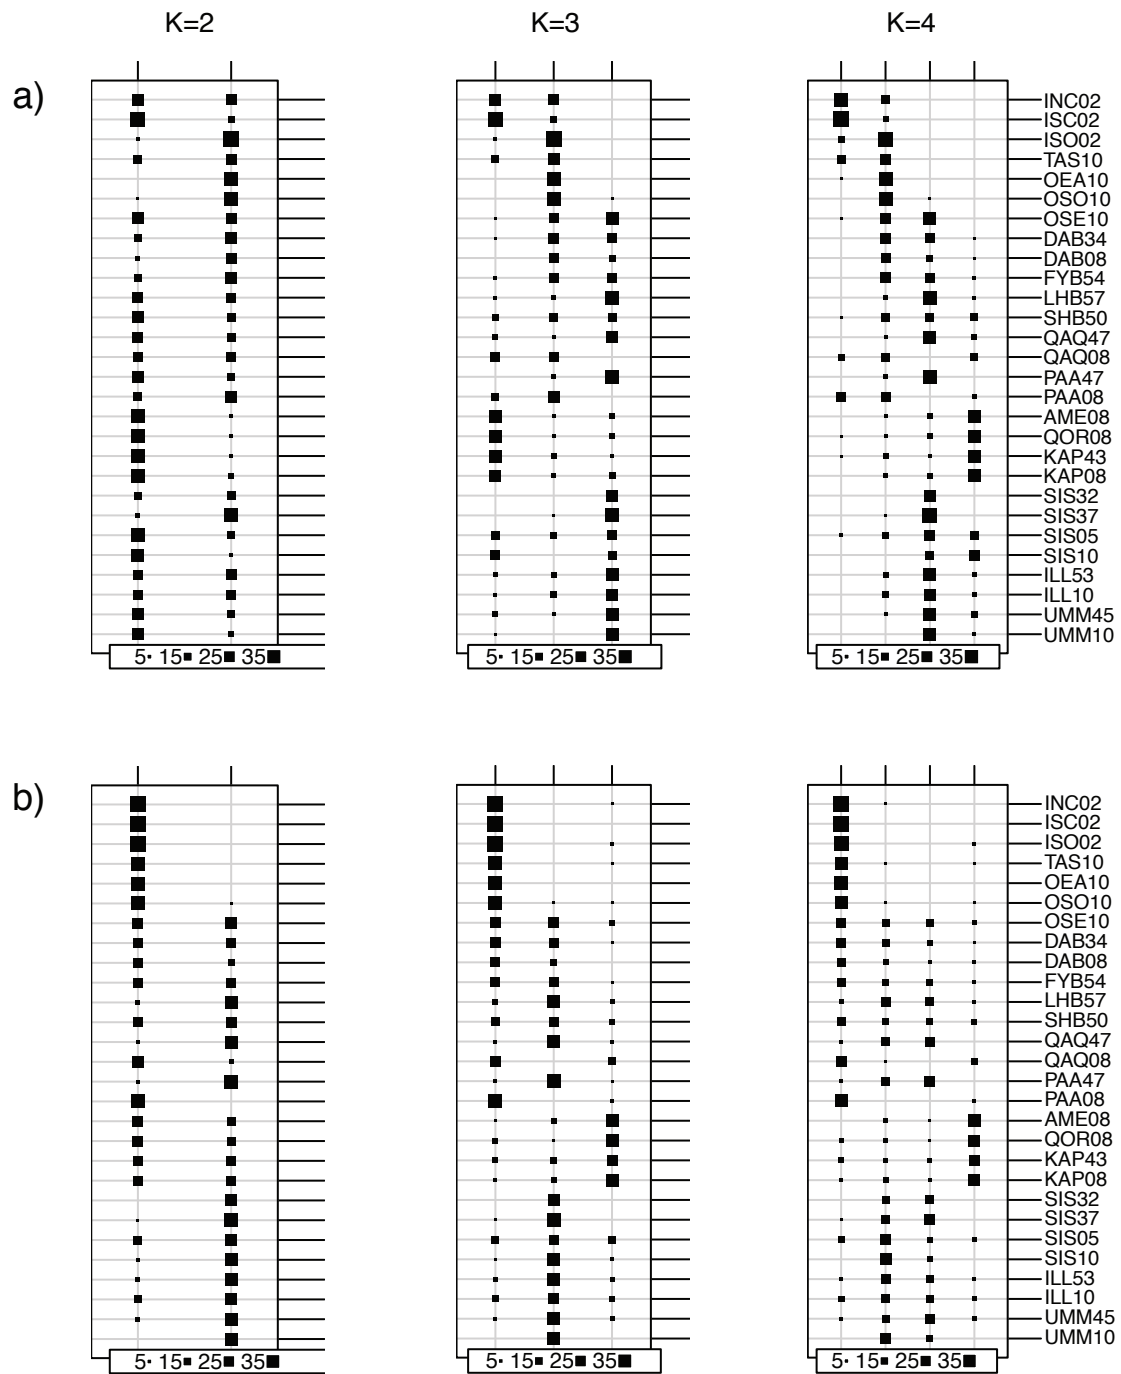 K=2 K=3 K=4
a)
INC02
ISC02
ISO02
TAS10
OEA10
OSO10
OSE10
DAB34
DAB08
FYB54
LHB57
SHB50
QAQ47
QAQ08
PAA47
PAA08
AME08
QOR08
KAP43
KAP08
SIS32
SIS37
SIS05
SIS10
ILL53
ILL10
UMM45
UMM10
5 15 25 35 5 15 25 35 5 15 25 35
b)
INC02
ISC02
ISO02
TAS10
OEA10
OSO10
OSE10
DAB34
DAB08
FYB54
LHB57
SHB50
QAQ47
QAQ08
PAA47
PAA08
AME08
QOR08
KAP43
KAP08
SIS32
SIS37
SIS05
SIS10
ILL53
ILL10
UMM45
UMM10
5 15 25 35 5 15 25 35 5 15 25 35